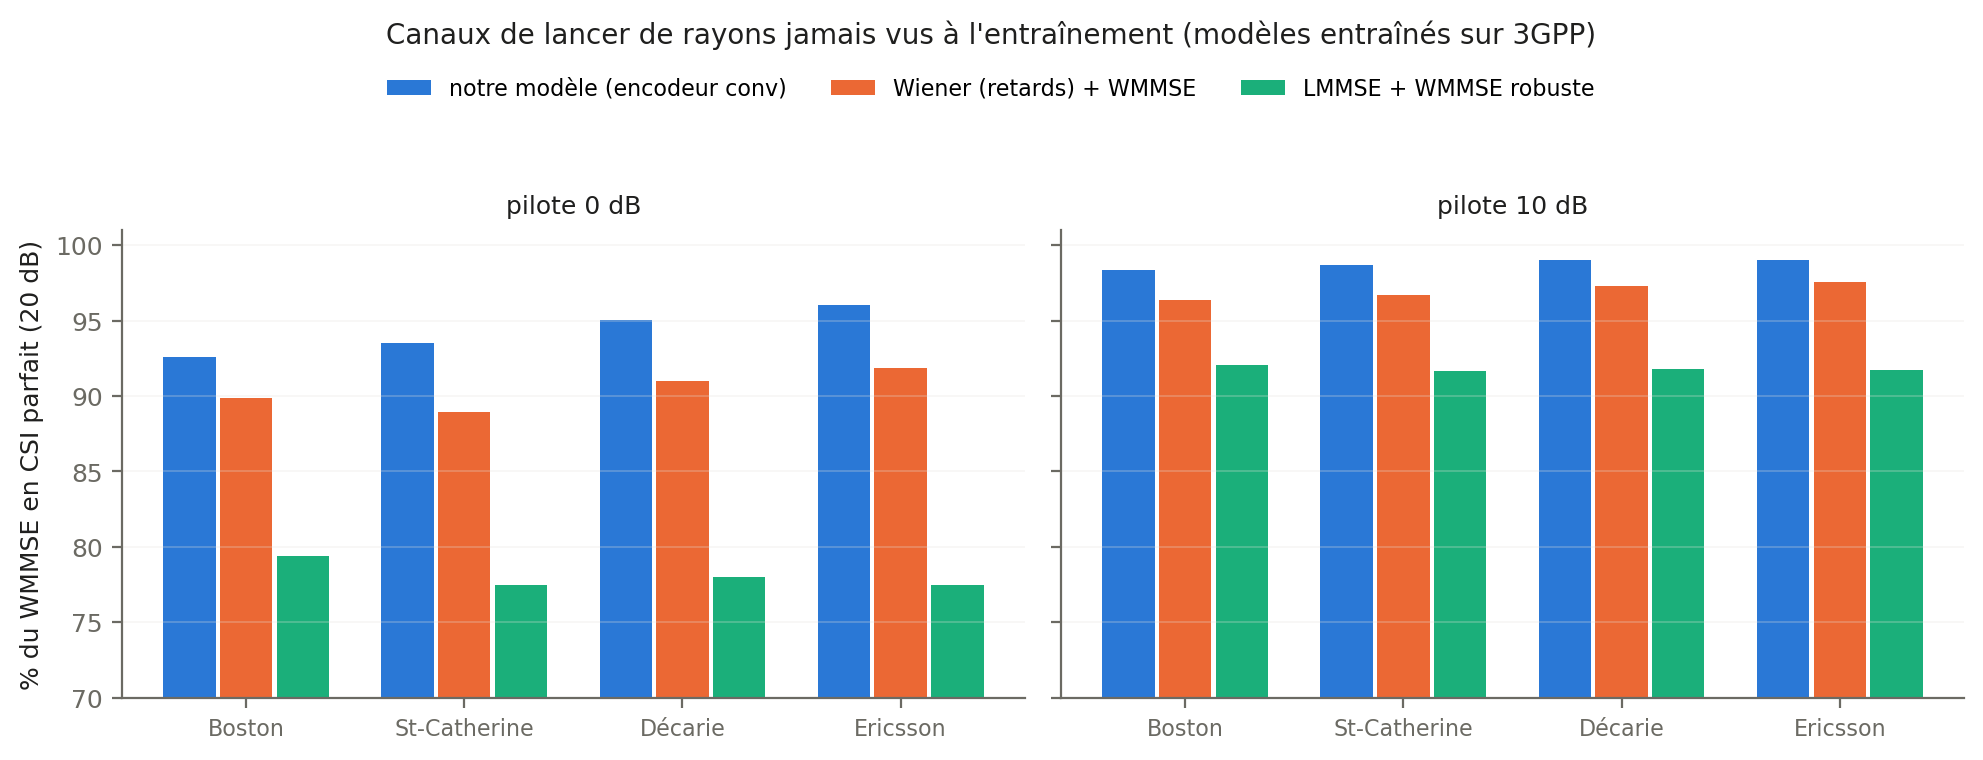 Canaux de lancer de rayons jamais vus à l'entraînement (modèles entraînés sur 3GPP)
notre modèle (encodeur conv) Wiener (retards) + WMMSE LMMSE + WMMSE robuste
pilote 0 dB
pilote 10 dB
% du WMMSE en CSI parfait (20 dB)
100
95
90
85
80
75
70
Boston St-Catherine Décarie Ericsson
Boston St-Catherine Décarie Ericsson